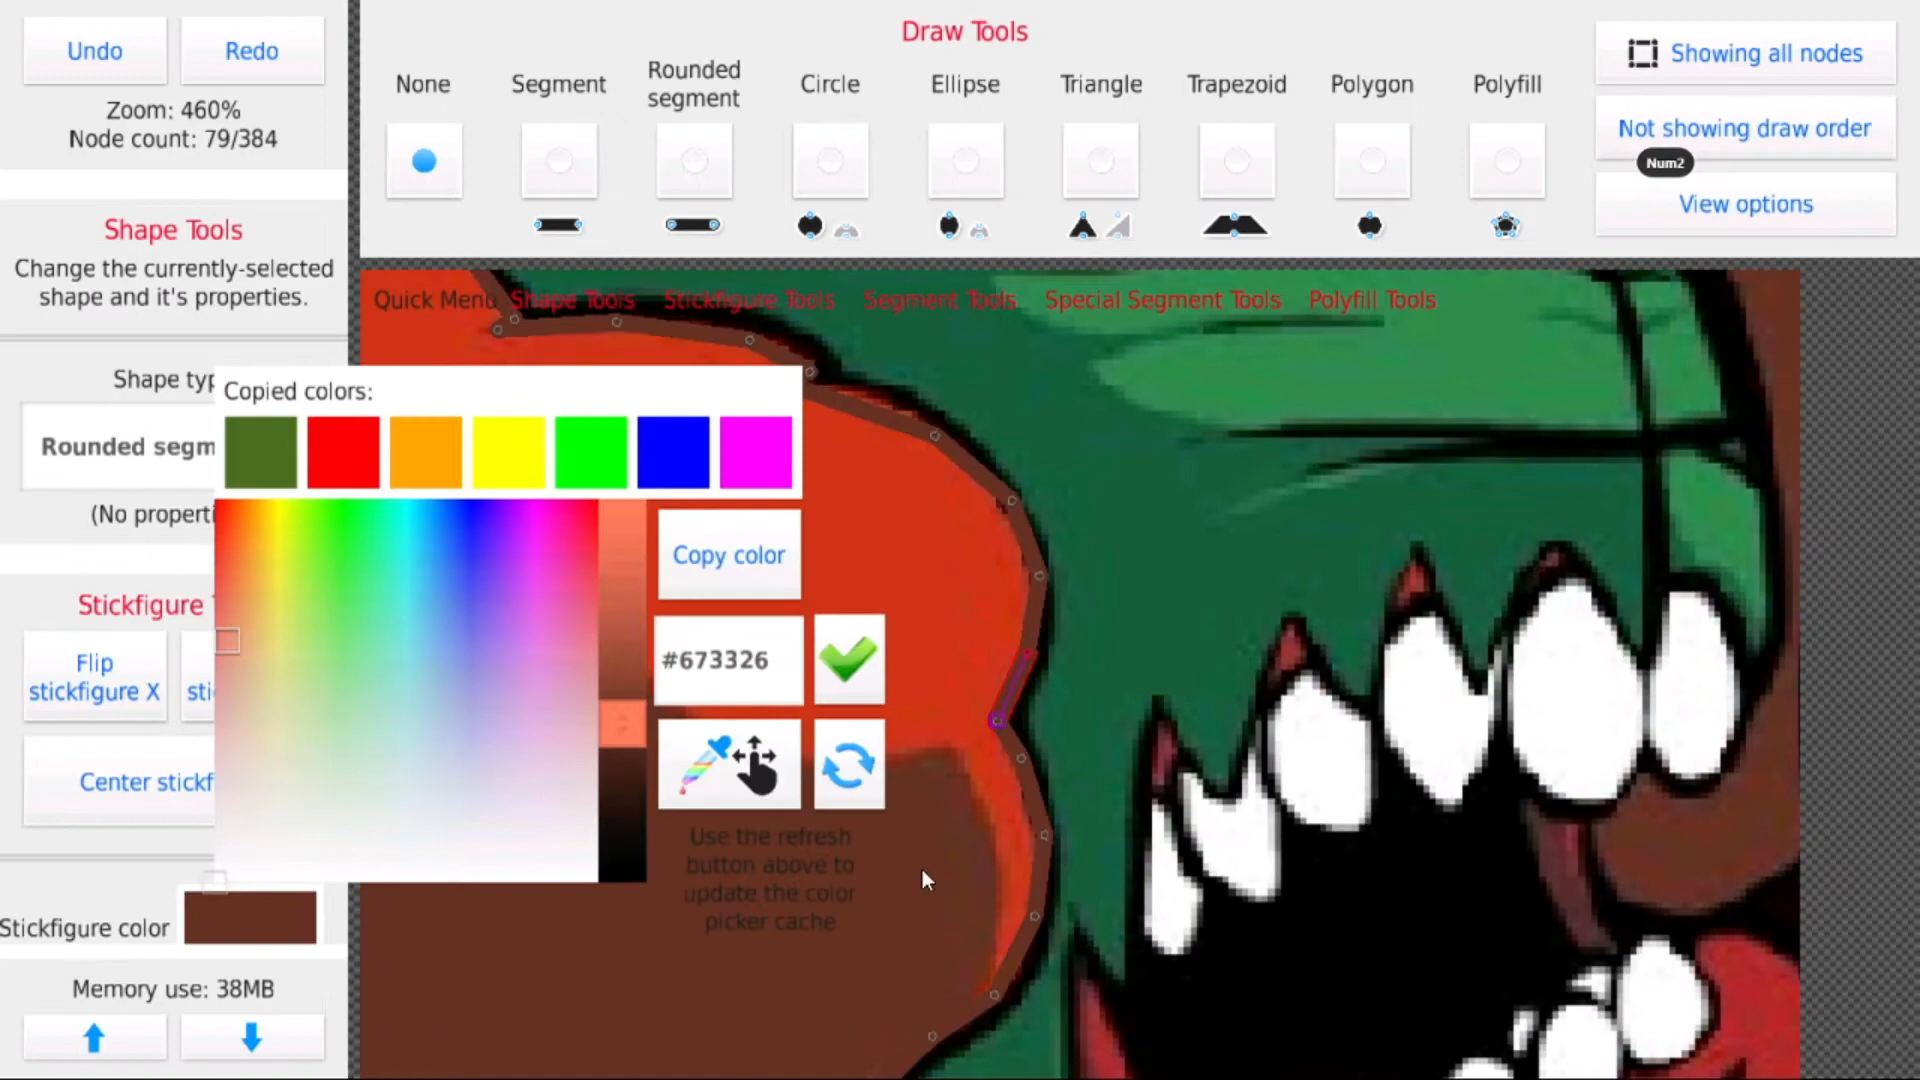 Undo
Redo
Zoom: 460%
Node count: 79/384
Shape Tools
Change the currently-selected
shape and it's properties.
Shape typ
Rounded segm
(No properti
Stickfigure
Flip
stickfigure X
sti
Center stickf
Stickfigure color
Memory use: 38MB
Draw Tools
None
Segment
Rounded
segment
Circle
Ellipse
Triangle
Trapezoid
Polygon
Polyfill
Showing all nodes
Not showing draw order
Num2
View options
Quick Menu
Shape Tools
Stickfigure Tools
Segment Tools
Special Segment Tools
Polyfill Tools
Copied colors:
Copy color
#673326
Use the refresh
button above to
update the color
picker cache